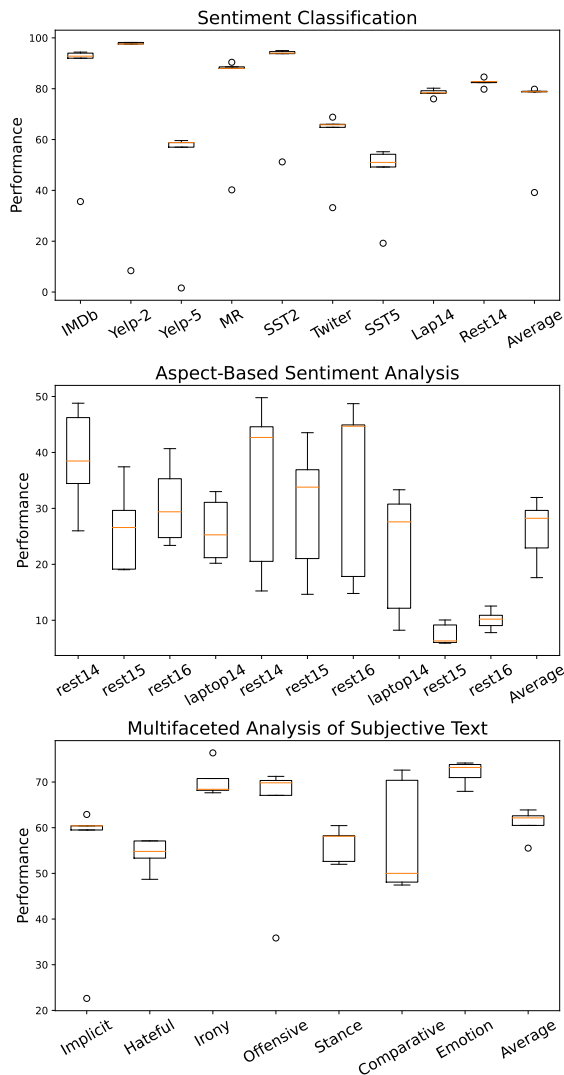 Sentiment Classification
100
80
60
40
20
0
Performance
IMDb Yelp-2 Yelp-5 MR SST2 Twiter SST5 Lap14 Rest14 Average
Aspect-Based Sentiment Analysis
50
40
30
20
10
Performance
rest14 rest15 rest16 laptop14 rest14 rest15 rest16 laptop14 rest15 rest16 Average
Multifaceted Analysis of Subjective Text
70
60
50
40
30
20
Performance
Implicit Hateful Irony Offensive Stance Comparative Emotion Average